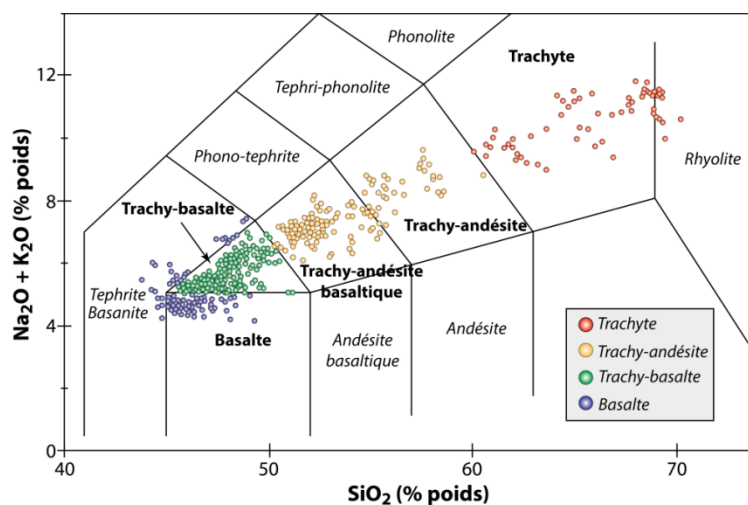 Na₂O + K₂O (% poids)
12
8
4
0
40
50
60
70
SiO₂ (% poids)
Phonolite
Trachyte
Tephri-phonolite
Phono-tephrite
Rhyolite
Trachy-basalte
Trachy-andésite
Trachy-andésite
basaltique
Tephrite
Basanite
Basalte
Andésite
basaltique
Andésite
Trachyte
Trachy-andésite
Trachy-basalte
Basalte